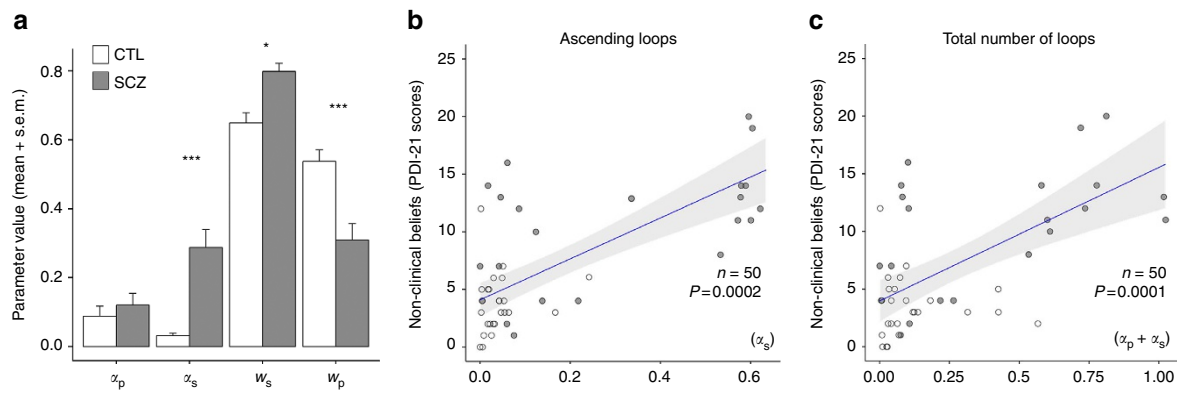 a
Parameter value (mean + s.e.m.)
0.8
0.6
0.4
0.2
0.0
CTL
SCZ
***
*
***
αp
αs
ws
wp
b
Ascending loops
Non-clinical beliefs (PDI-21 scores)
25
20
15
10
5
0
n = 50
P=0.0002
(αs)
0.0
0.2
0.4
0.6
c
Total number of loops
Non-clinical beliefs (PDI-21 scores)
25
20
15
10
5
0
n = 50
P=0.0001
(αp + αs)
0.00
0.25
0.5
0.75
1.00